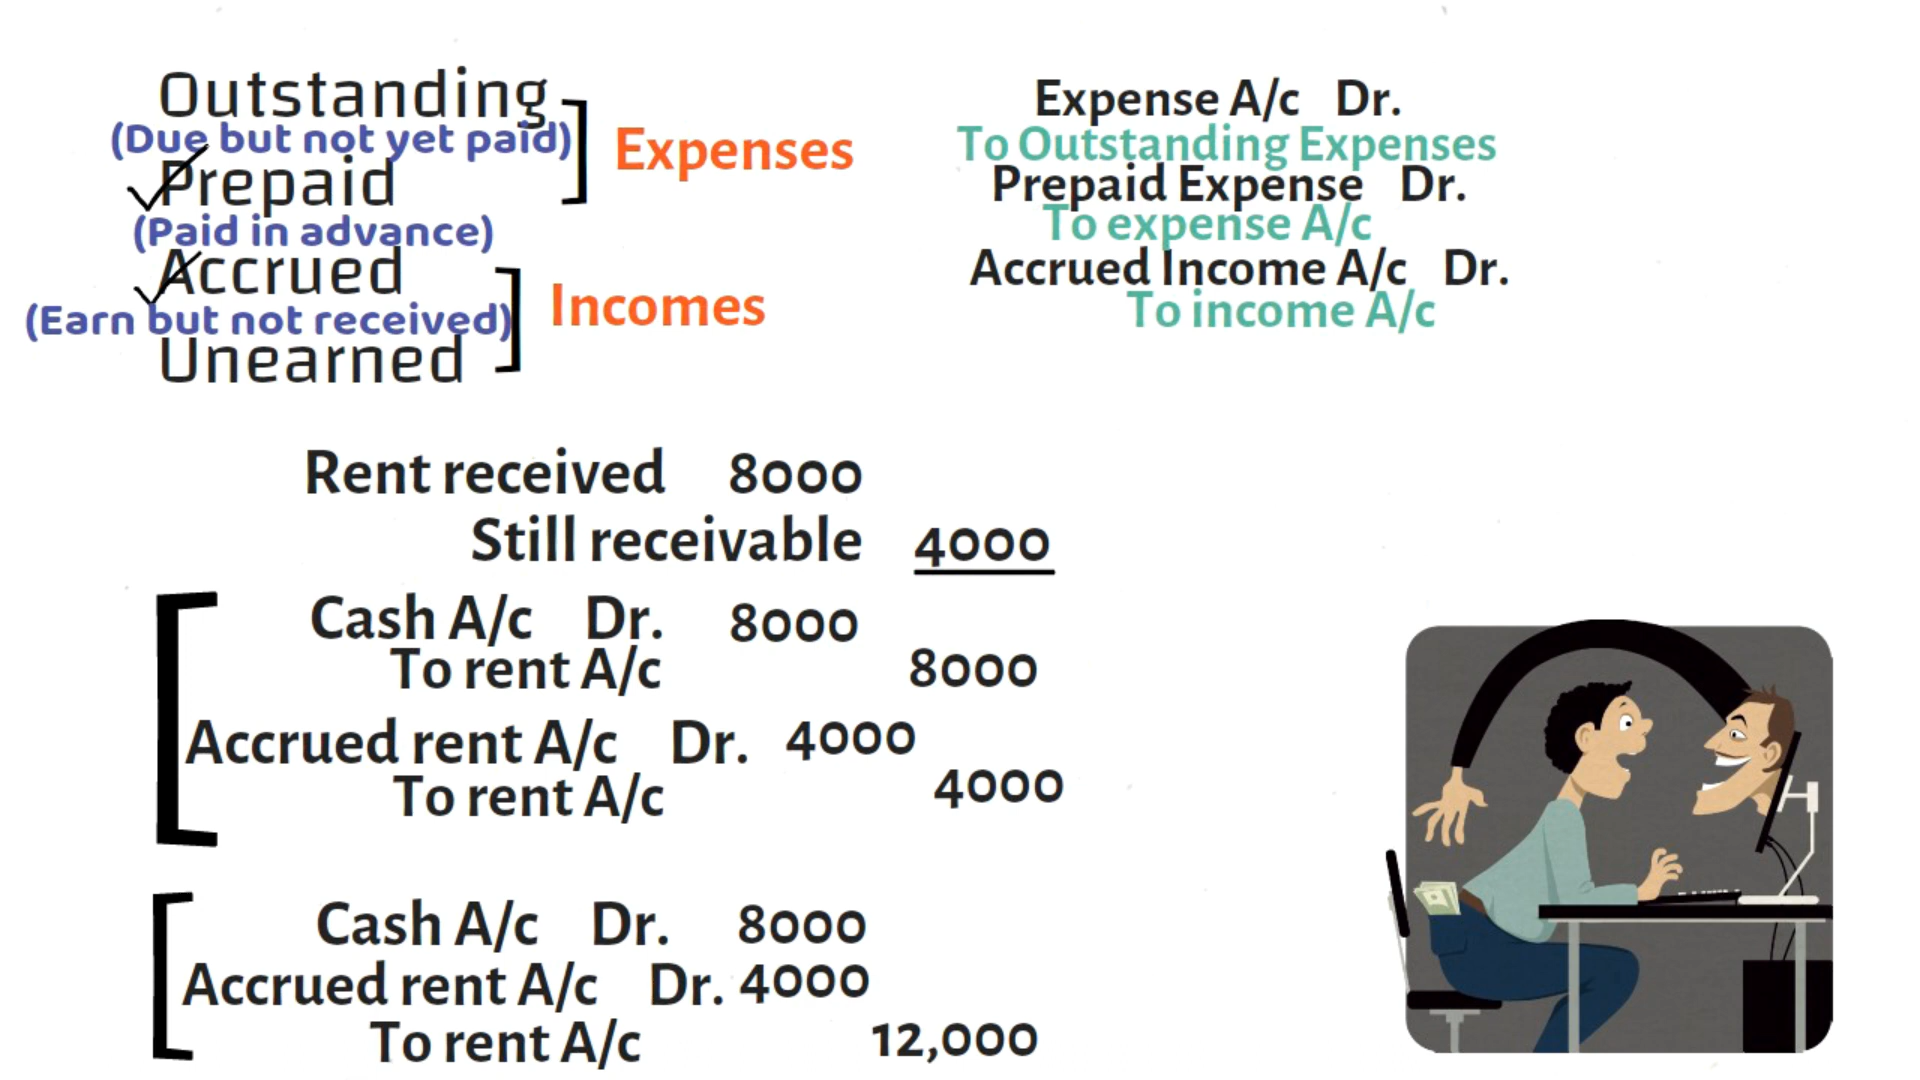 Outstanding
(Due but not yet paid)
Prepaid
(Paid in advance)
Accrued
(Earn but not received)
Unearned
Expenses
Incomes
Expense A/c Dr.
To Outstanding Expenses
Prepaid Expense Dr.
To expense A/c
Accrued Income A/c Dr.
To income A/c
Rent received 8000
Still receivable 4000
Cash A/c Dr. 8000
To rent A/c 8000
Accrued rent A/c Dr. 4000
To rent A/c 4000
Cash A/c Dr. 8000
Accrued rent A/c Dr. 4000
To rent A/c 12,000